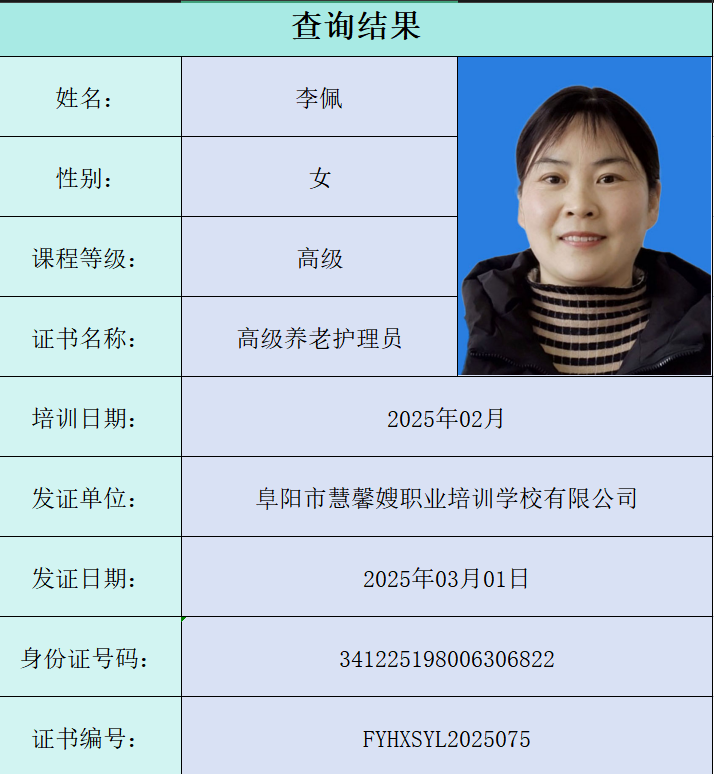 查询结果
姓名： 李佩
性别： 女
课程等级： 高级
证书名称： 高级养老护理员
培训日期： 2025年02月
发证单位： 阜阳市慧馨嫂职业培训学校有限公司
发证日期： 2025年03月01日
身份证号码： 341225198006306822
证书编号： FYHXSYL2025075